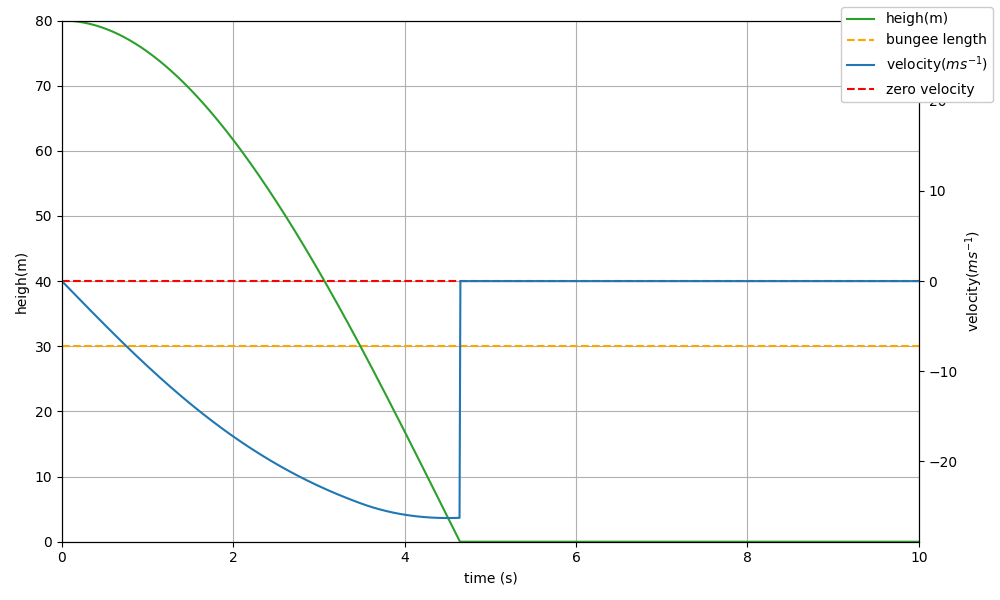 heigh(m)
bungee length
velocity(ms⁻¹)
zero velocity
80
70
60
50
40
30
20
10
0
heigh(m)
20
10
0
−10
−20
velocity(ms⁻¹)
0
2
4
6
8
10
time (s)